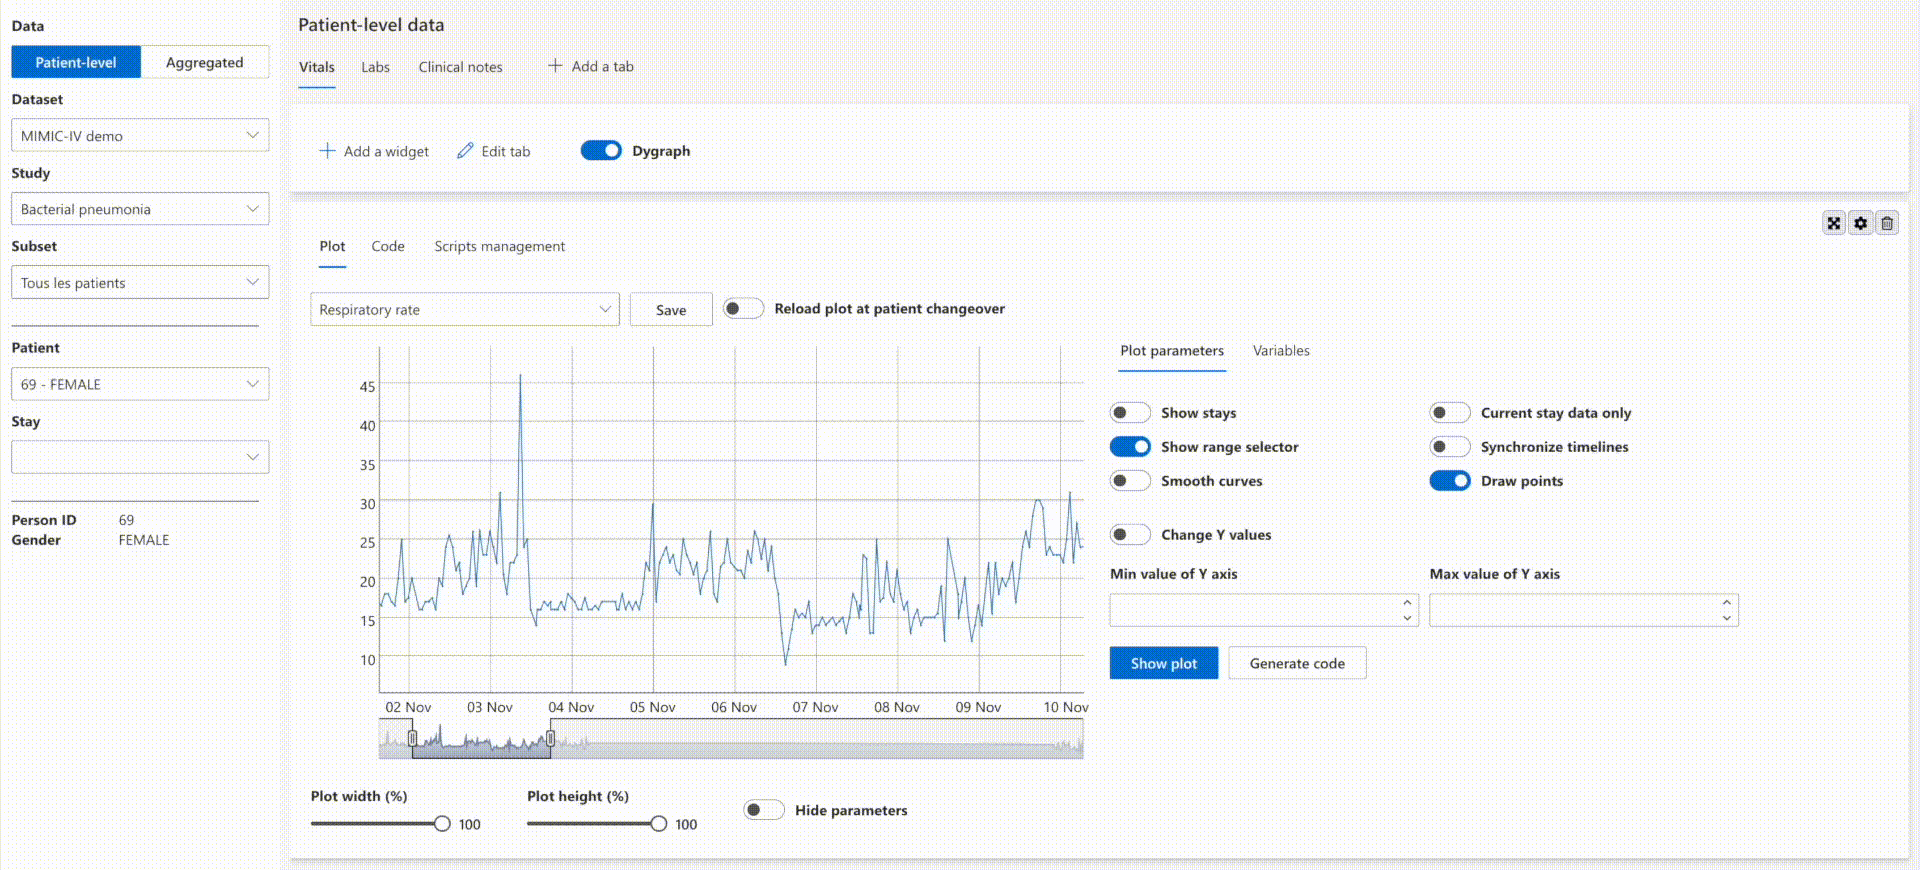 Data
Patient-level Aggregated
Dataset
MIMIC-IV demo
Study
Bacterial pneumonia
Subset
Tous les patients
Patient
69 - FEMALE
Stay
Person ID 69
Gender FEMALE
Patient-level data
Vitals Labs Clinical notes + Add a tab
+ Add a widget Edit tab Dygraph
Plot Code Scripts management
Respiratory rate Save Reload plot at patient changeover
45
40
35
30
25
20
15
10
02 Nov 03 Nov 04 Nov 05 Nov 06 Nov 07 Nov 08 Nov 09 Nov 10 Nov
Plot width (%) Plot height (%)
100 100 Hide parameters
Plot parameters Variables
Show stays Current stay data only
Show range selector Synchronize timelines
Smooth curves Draw points
Change Y values
Min value of Y axis Max value of Y axis
Show plot Generate code